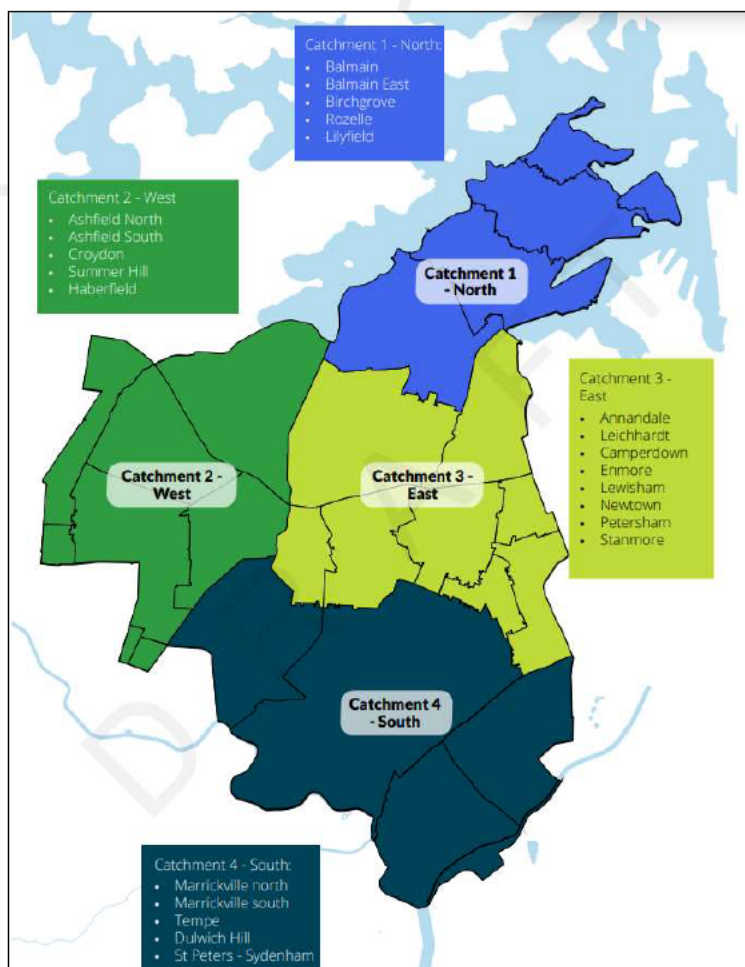 Catchment 1 - North:
• Balmain
• Balmain East
• Birchgrove
• Rozelle
• Lilyfield
Catchment 2 - West
• Ashfield North
• Ashfield South
• Croydon
• Summer Hill
• Haberfield
Catchment 1
- North
Catchment 3 -
East
• Annandale
• Leichhardt
• Camperdown
• Enmore
• Lewisham
• Newtown
• Petersham
• Stanmore
Catchment 2 -
West
Catchment 3 -
East
Catchment 4
- South
Catchment 4 - South:
• Marrickville north
• Marrickville south
• Tempe
• Dulwich Hill
• St Peters - Sydenham
DRAFT